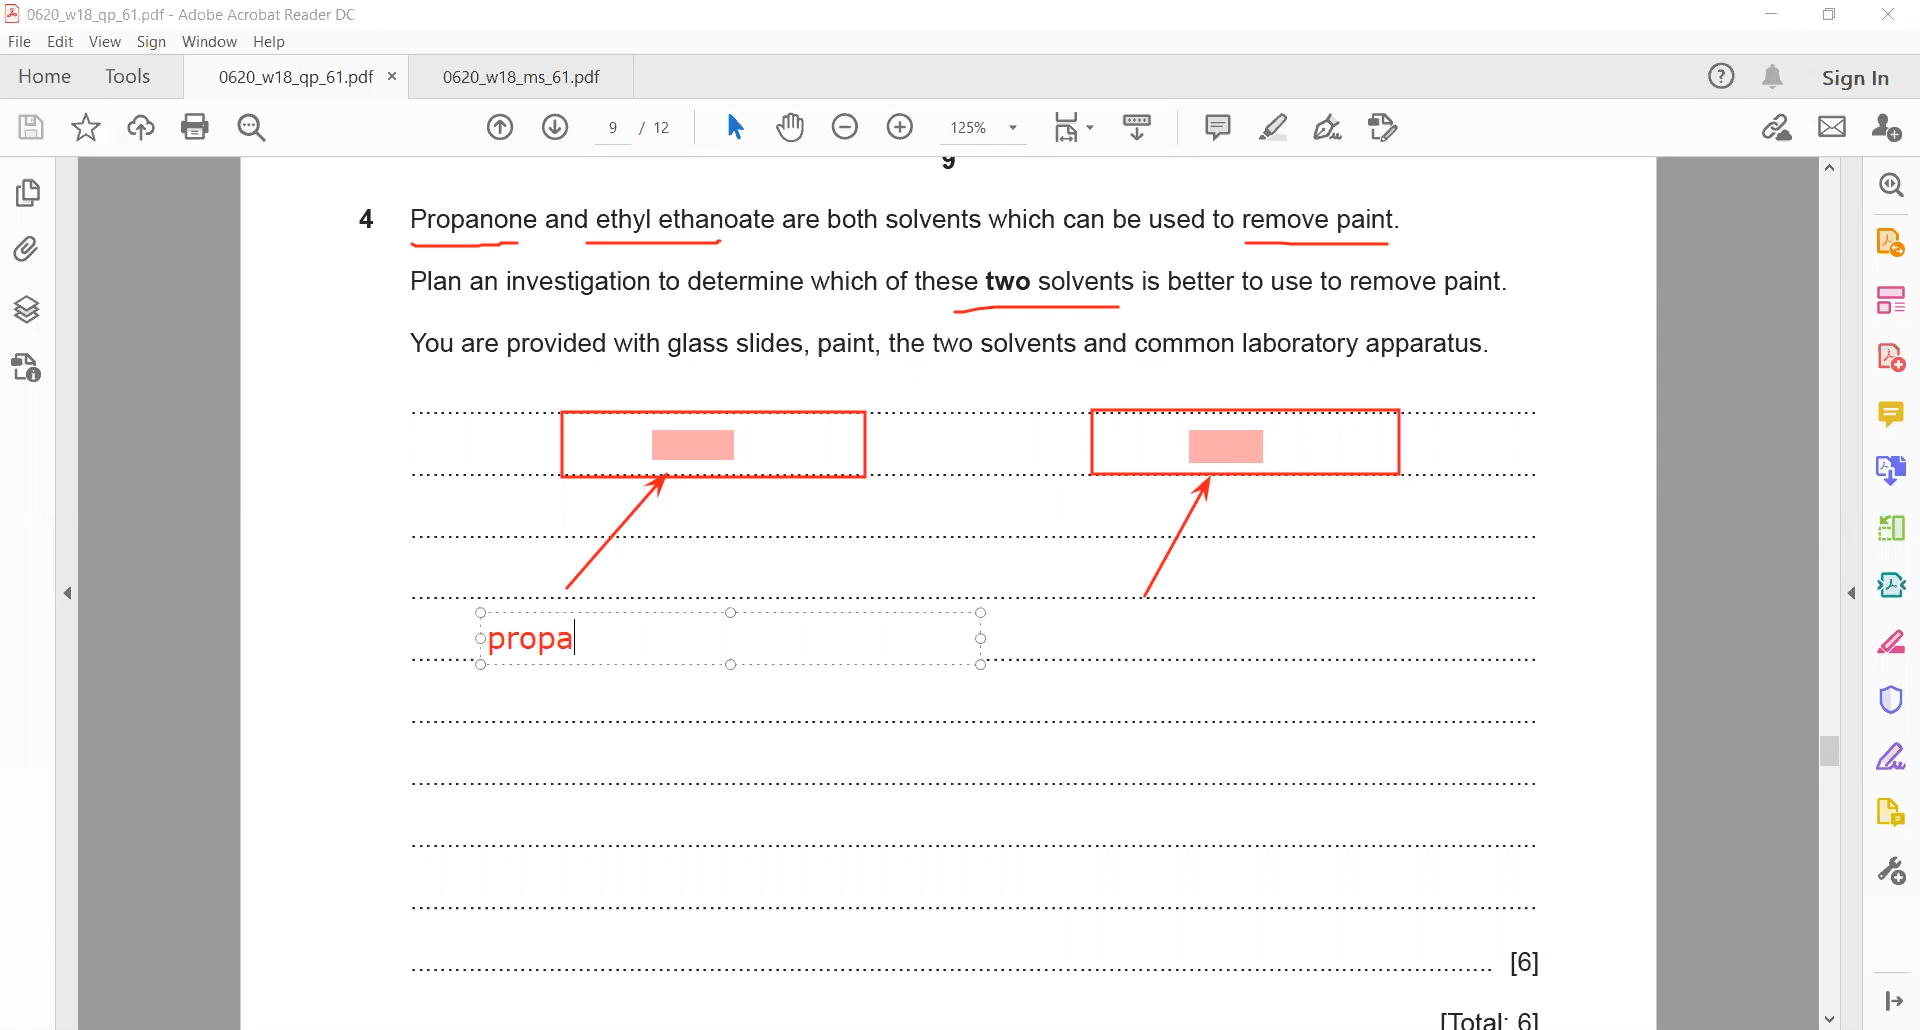 0620_w18_qp_61.pdf - Adobe Acrobat Reader DC
File Edit View Sign Window Help
Home Tools 0620_w18_qp_61.pdf × 0620_w18_ms_61.pdf Sign In
9 / 12 125%
9
4 Propanone and ethyl ethanoate are both solvents which can be used to remove paint.
Plan an investigation to determine which of these two solvents is better to use to remove paint.
You are provided with glass slides, paint, the two solvents and common laboratory apparatus.
propa
[6]
[Total: 6]